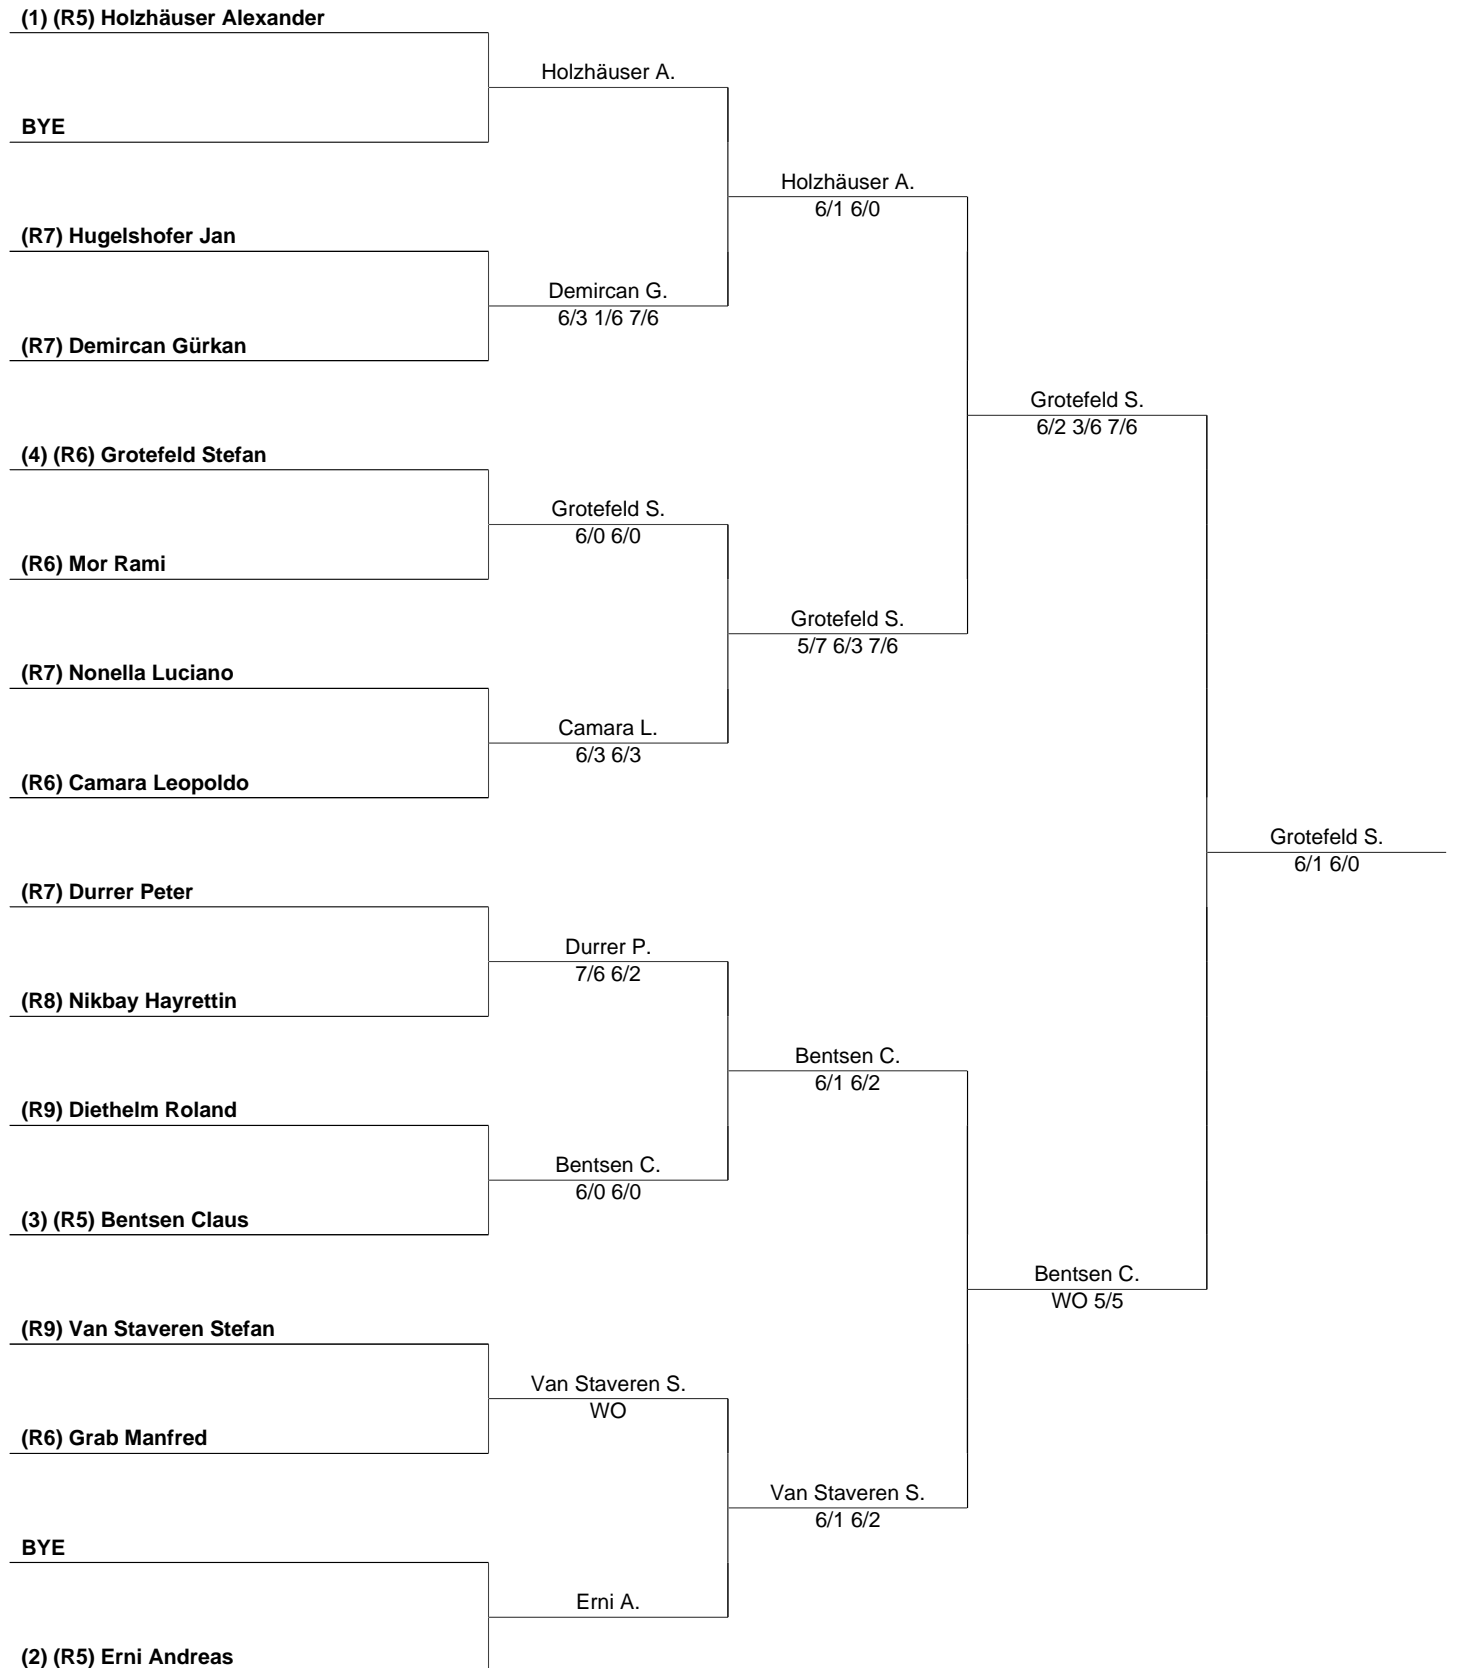 (1) (R5) Holzhäuser Alexander
Holzhäuser A.
BYE
Holzhäuser A.
6/1 6/0
(R7) Hugelshofer Jan
Demircan G.
6/3 1/6 7/6
(R7) Demircan Gürkan
Grotefeld S.
6/2 3/6 7/6
(4) (R6) Grotefeld Stefan
Grotefeld S.
6/0 6/0
(R6) Mor Rami
Grotefeld S.
5/7 6/3 7/6
(R7) Nonella Luciano
Camara L.
6/3 6/3
(R6) Camara Leopoldo
Grotefeld S.
6/1 6/0
(R7) Durrer Peter
Durrer P.
7/6 6/2
(R8) Nikbay Hayrettin
Bentsen C.
6/1 6/2
(R9) Diethelm Roland
Bentsen C.
6/0 6/0
(3) (R5) Bentsen Claus
Bentsen C.
WO 5/5
(R9) Van Staveren Stefan
Van Staveren S.
WO
(R6) Grab Manfred
Van Staveren S.
6/1 6/2
BYE
Erni A.
(2) (R5) Erni Andreas